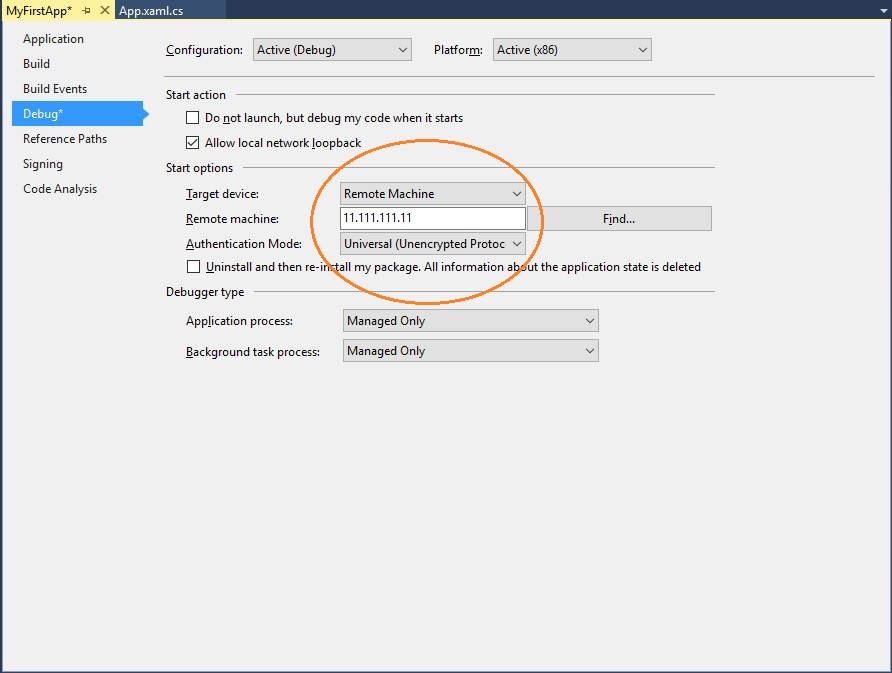 MyFirstApp* App.xaml.cs
Application
Build
Build Events
Debug*
Reference Paths
Signing
Code Analysis
Configuration: Active (Debug) Platform: Active (x86)
Start action
Do not launch, but debug my code when it starts
Allow local network loopback
Start options
Target device: Remote Machine
Remote machine: 11.111.111.11 Find...
Authentication Mode: Universal (Unencrypted Protoc
Uninstall and then re-install my package. All information about the application state is deleted
Debugger type
Application process: Managed Only
Background task process: Managed Only